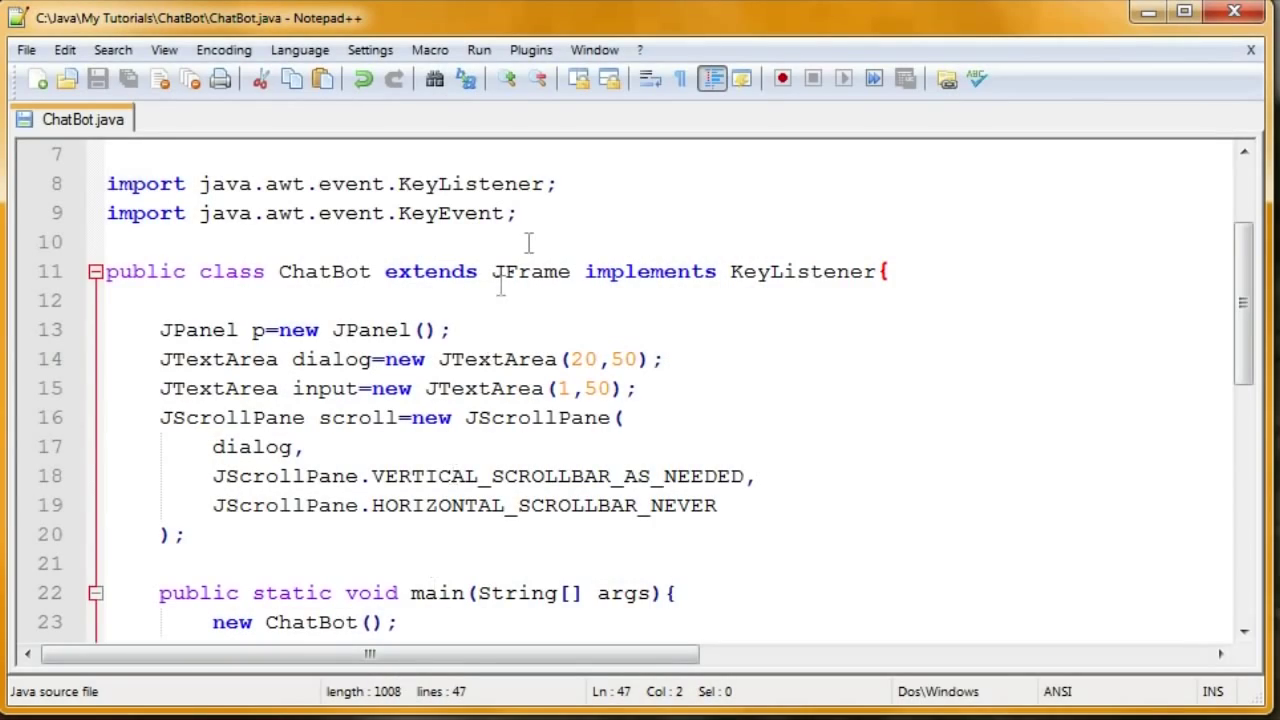 C:\Java\My Tutorials\ChatBot\ChatBot.java - Notepad++
File Edit Search View Encoding Language Settings Macro Run Plugins Window ? X
ABC
ChatBot.java
7
8 import java.awt.event.KeyListener;
9 import java.awt.event.KeyEvent;
10
11 public class ChatBot extends JFrame implements KeyListener{
12
13 JPanel p=new JPanel();
14 JTextArea dialog=new JTextArea(20,50);
15 JTextArea input=new JTextArea(1,50);
16 JScrollPane scroll=new JScrollPane(
17 dialog,
18 JScrollPane.VERTICAL_SCROLLBAR_AS_NEEDED,
19 JScrollPane.HORIZONTAL_SCROLLBAR_NEVER
20 );
21
22 public static void main(String[] args){
23 new ChatBot();
Java source file length : 1008 lines : 47 Ln : 47 Col : 2 Sel : 0 Dos\Windows ANSI INS